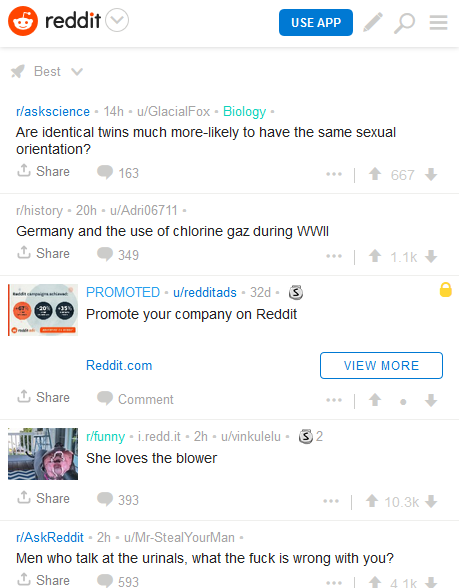 reddit
USE APP
Best
r/askscience • 14h • u/GlacialFox • Biology •
Are identical twins much more-likely to have the same sexual
orientation?
Share 163 ••• 667
r/history • 20h • u/Adri06711 •
Germany and the use of chlorine gaz during WWII
Share 349 ••• 1.1k
PROMOTED • u/redditads • 32d •
Promote your company on Reddit
Reddit campaigns achieved:
Reddit.com
VIEW MORE
Share Comment ••• •
r/funny • i.redd.it • 2h • u/vinkulelu • 2
She loves the blower
Share 393 ••• 10.3k
r/AskReddit • 2h • u/Mr-StealYourMan •
Men who talk at the urinals, what the fuck is wrong with you?
Share 593 ••• 4.1k